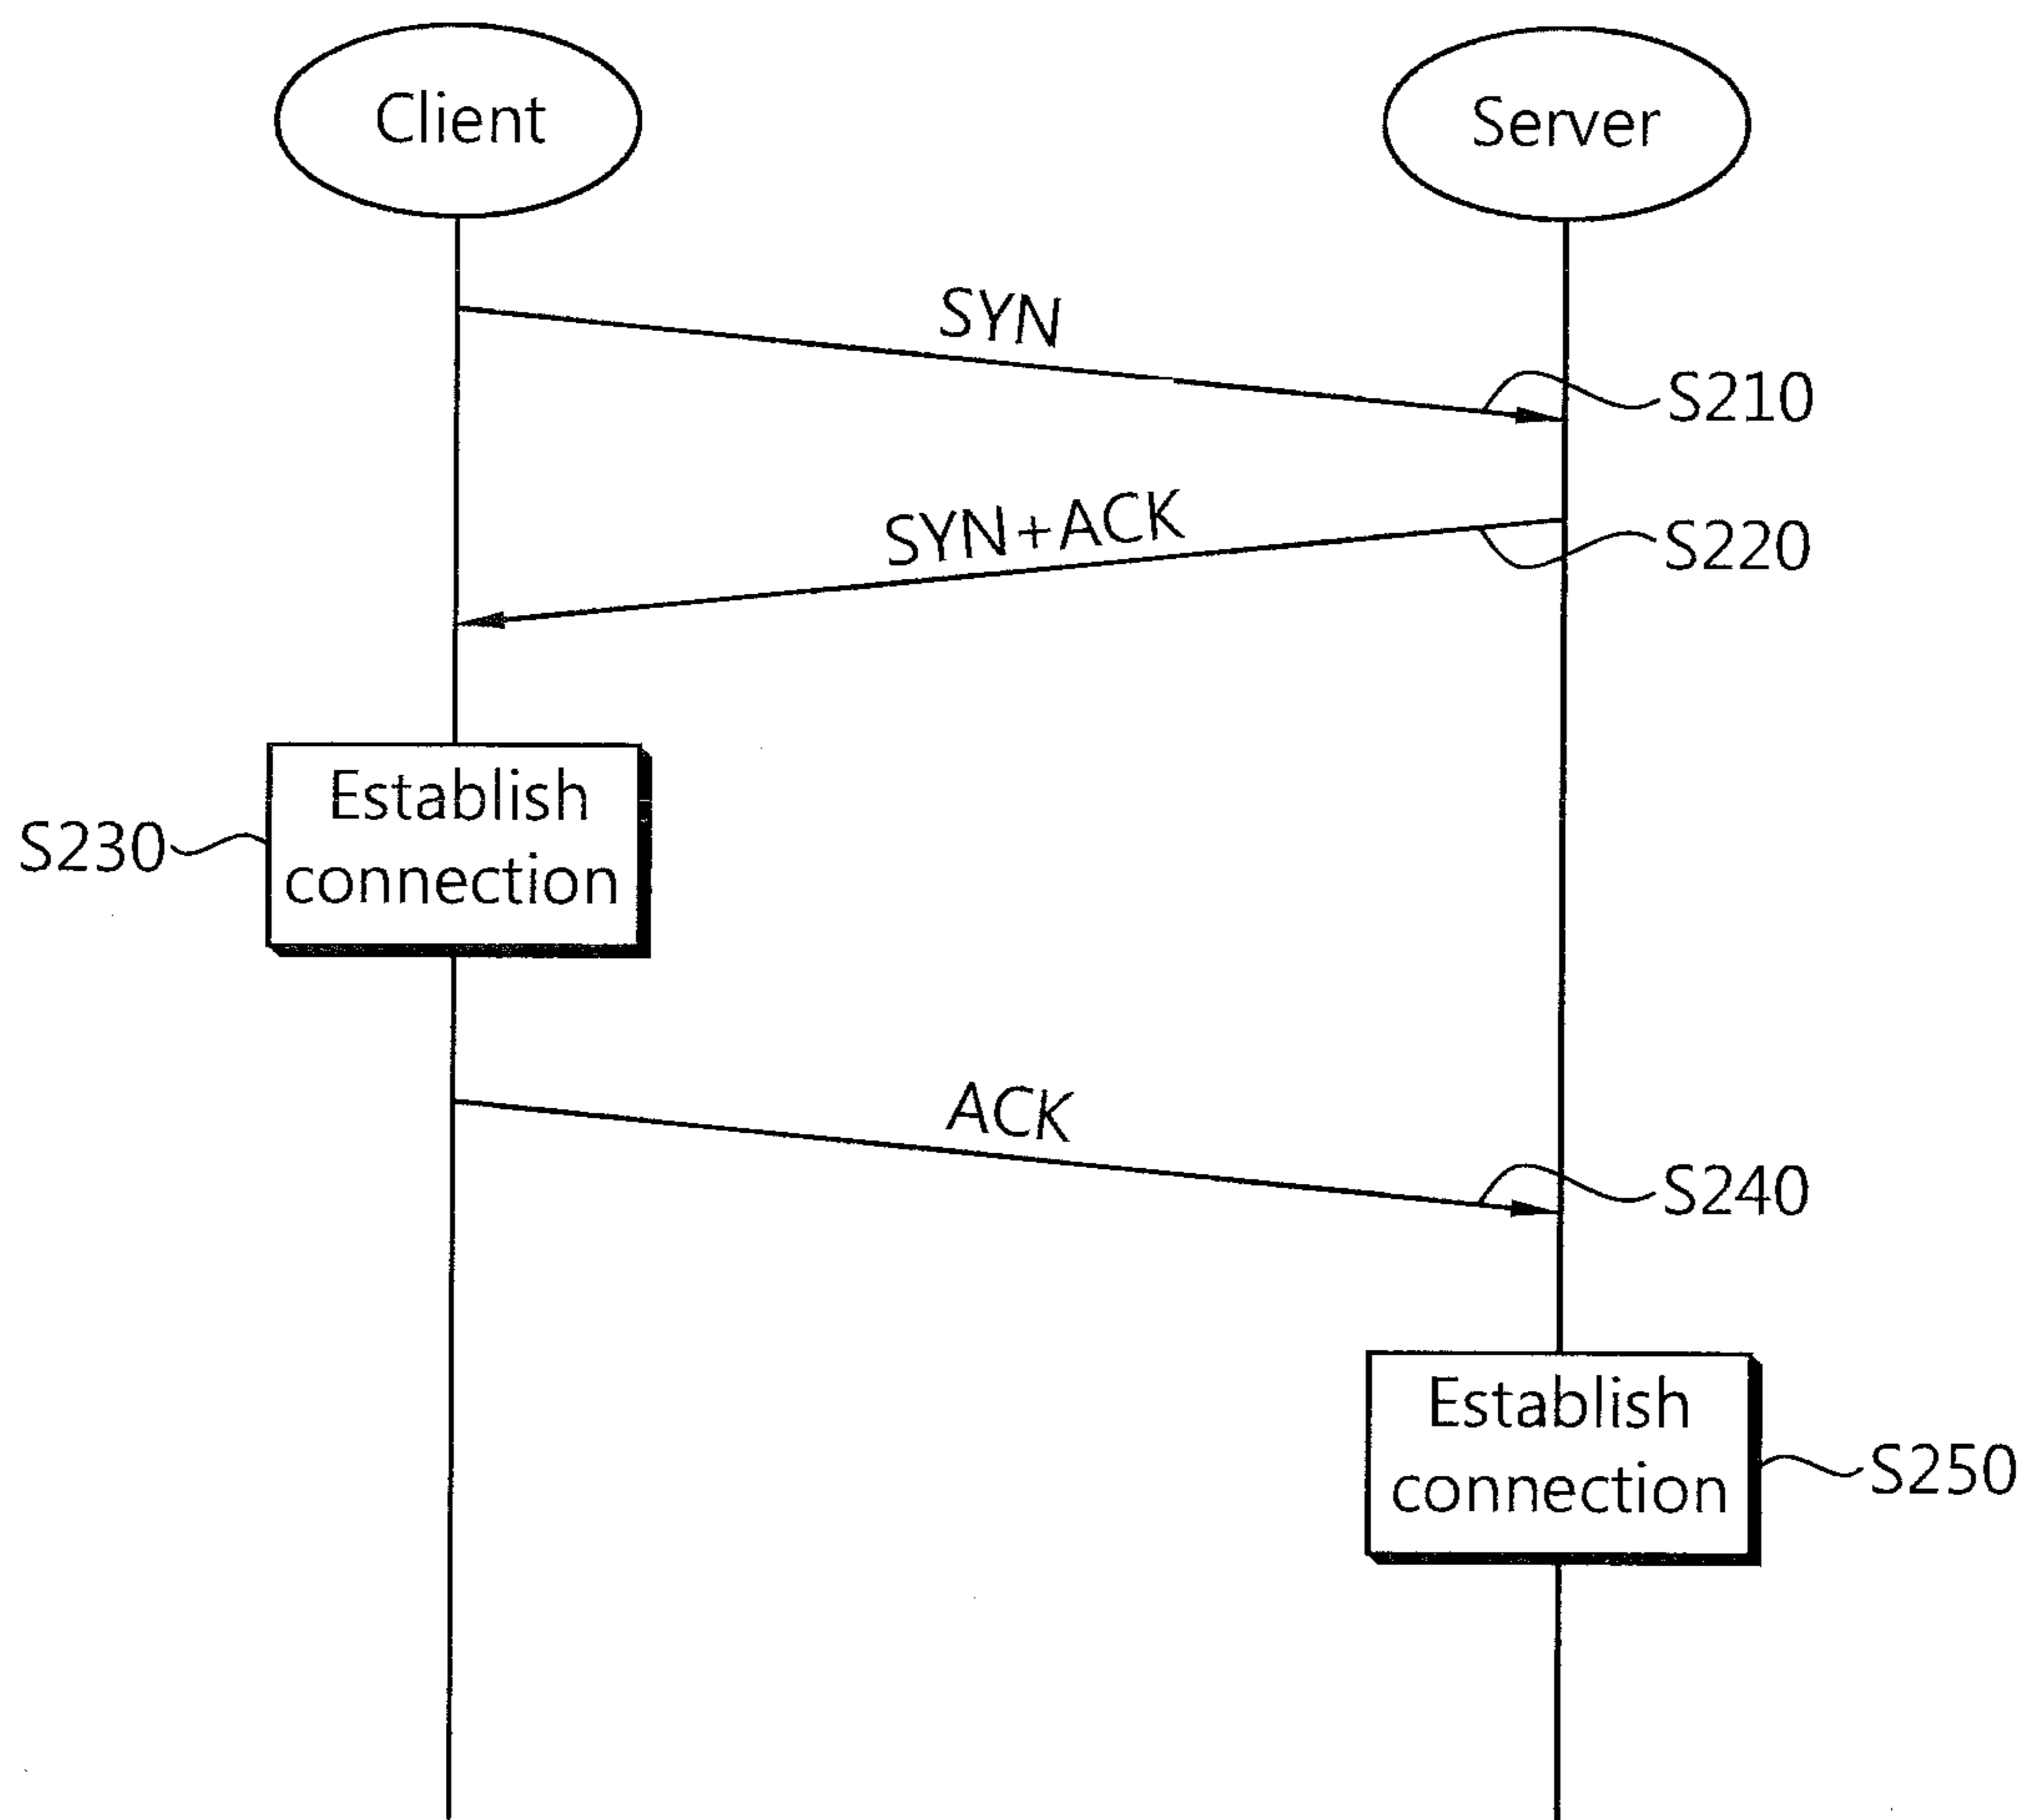 Client
Server
SYN
S210
SYN+ACK
S220
Establish
connection
S230
ACK
S240
Establish
connection
S250